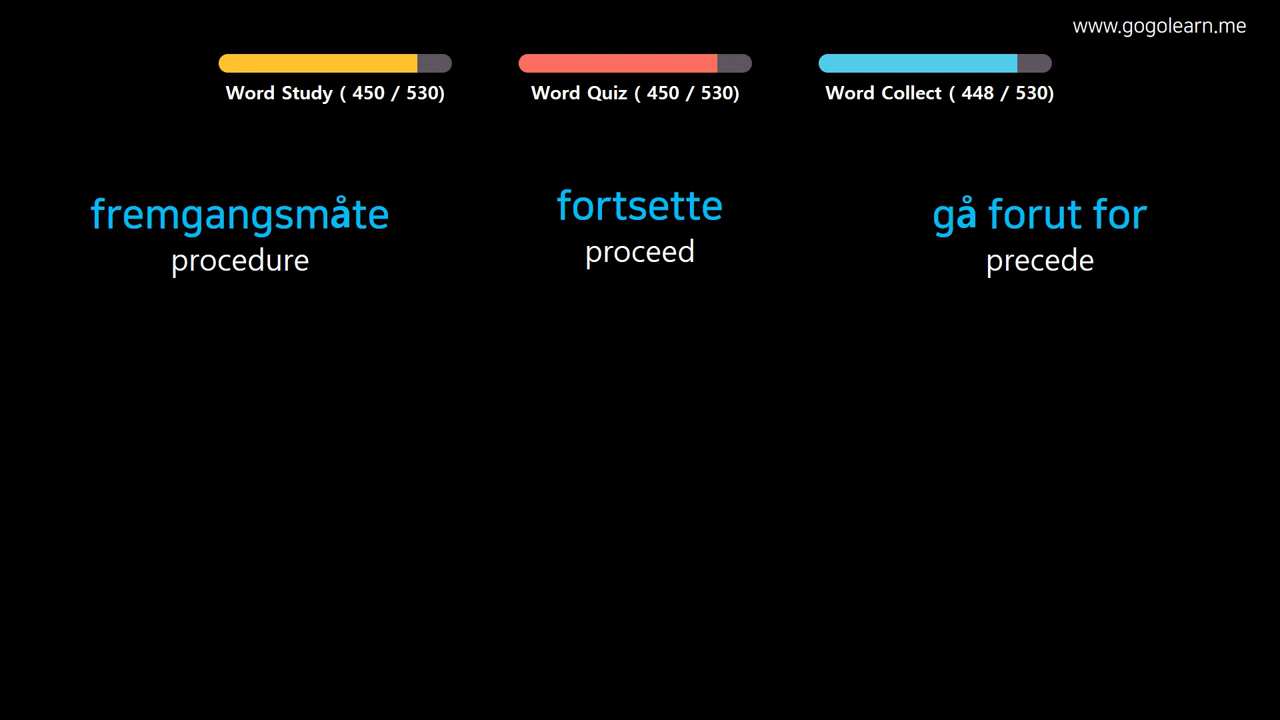 www.gogolearn.me
Word Study ( 450 / 530)
Word Quiz ( 450 / 530)
Word Collect ( 448 / 530)
fremgangsmåte
procedure
fortsette
proceed
gå forut for
precede